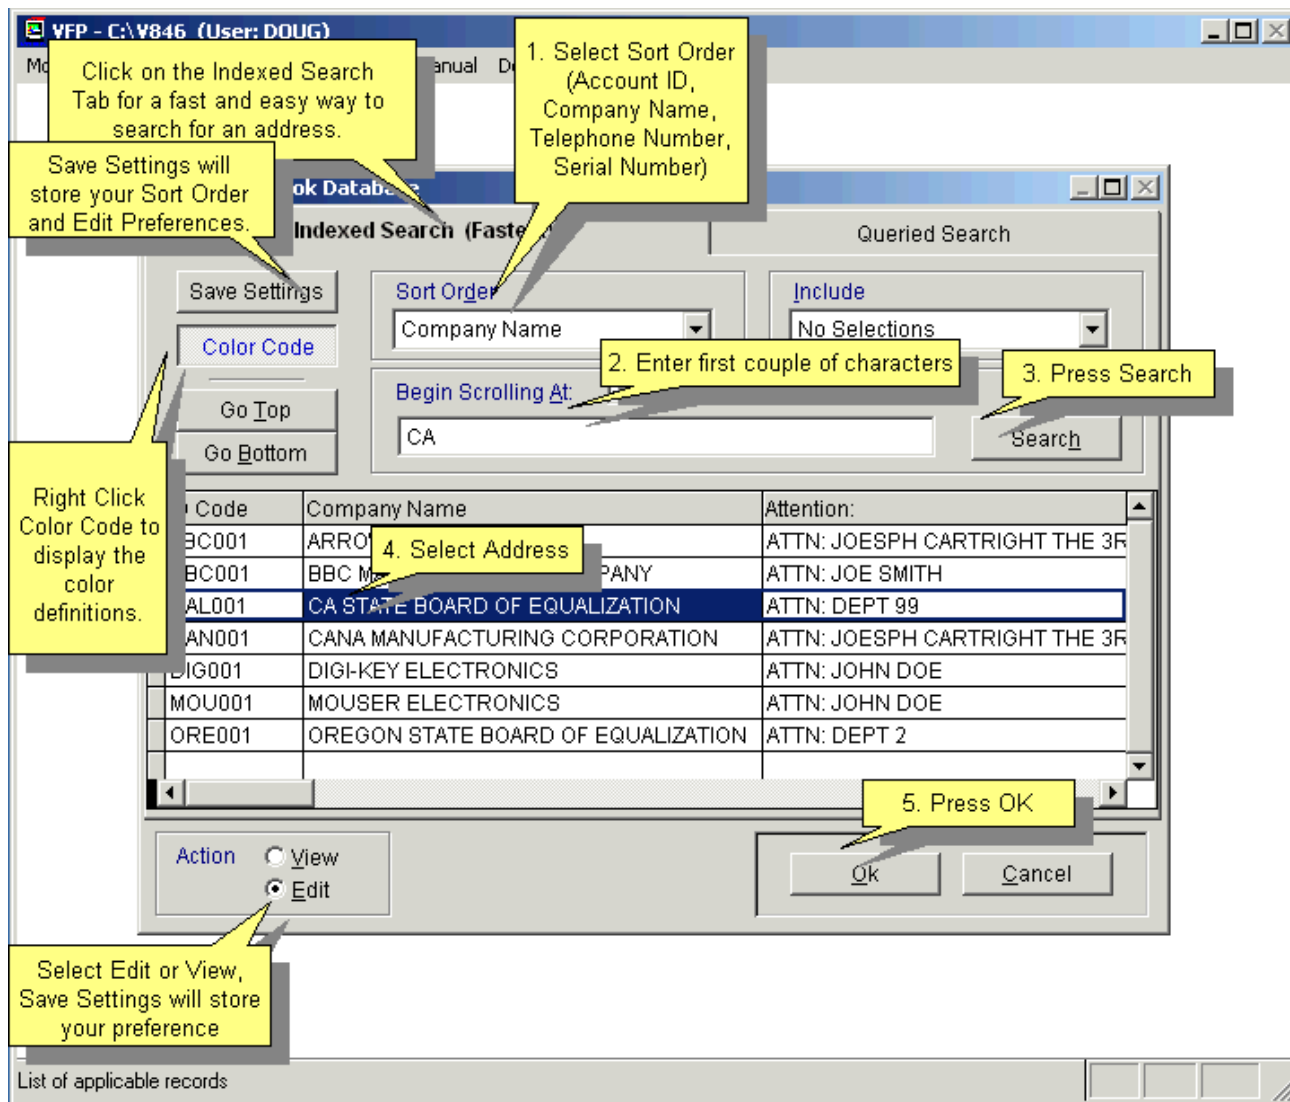 VFP - C:\V846 (User: DOUG)
Click on the Indexed Search
Tab for a fast and easy way to
search for an address.
1. Select Sort Order
(Account ID,
Company Name,
Telephone Number,
Serial Number)
Save Settings will
store your Sort Order
and Edit Preferences.
Database
Indexed Search
Queried Search
Save Settings
Color Code
Go Top
Go Bottom
Sort Order
Company Name
Include
No Selections
2. Enter first couple of characters
3. Press Search
Begin Scrolling At:
CA
Search
Right Click
Color Code to
display the
color
definitions.
Code Company Name Attention:
4. Select Address
BC001 ATTN: JOESPH CARTRIGHT THE 3R
BC001 BBC ATTN: JOE SMITH
AL001 CA STATE BOARD OF EQUALIZATION ATTN: DEPT 99
AN001 CANA MANUFACTURING CORPORATION ATTN: JOESPH CARTRIGHT THE 3R
DIG001 DIGI-KEY ELECTRONICS ATTN: JOHN DOE
MOU001 MOUSER ELECTRONICS ATTN: JOHN DOE
ORE001 OREGON STATE BOARD OF EQUALIZATION ATTN: DEPT 2
5. Press OK
Action
View
Edit
Ok
Cancel
Select Edit or View,
Save Settings will store
your preference
List of applicable records